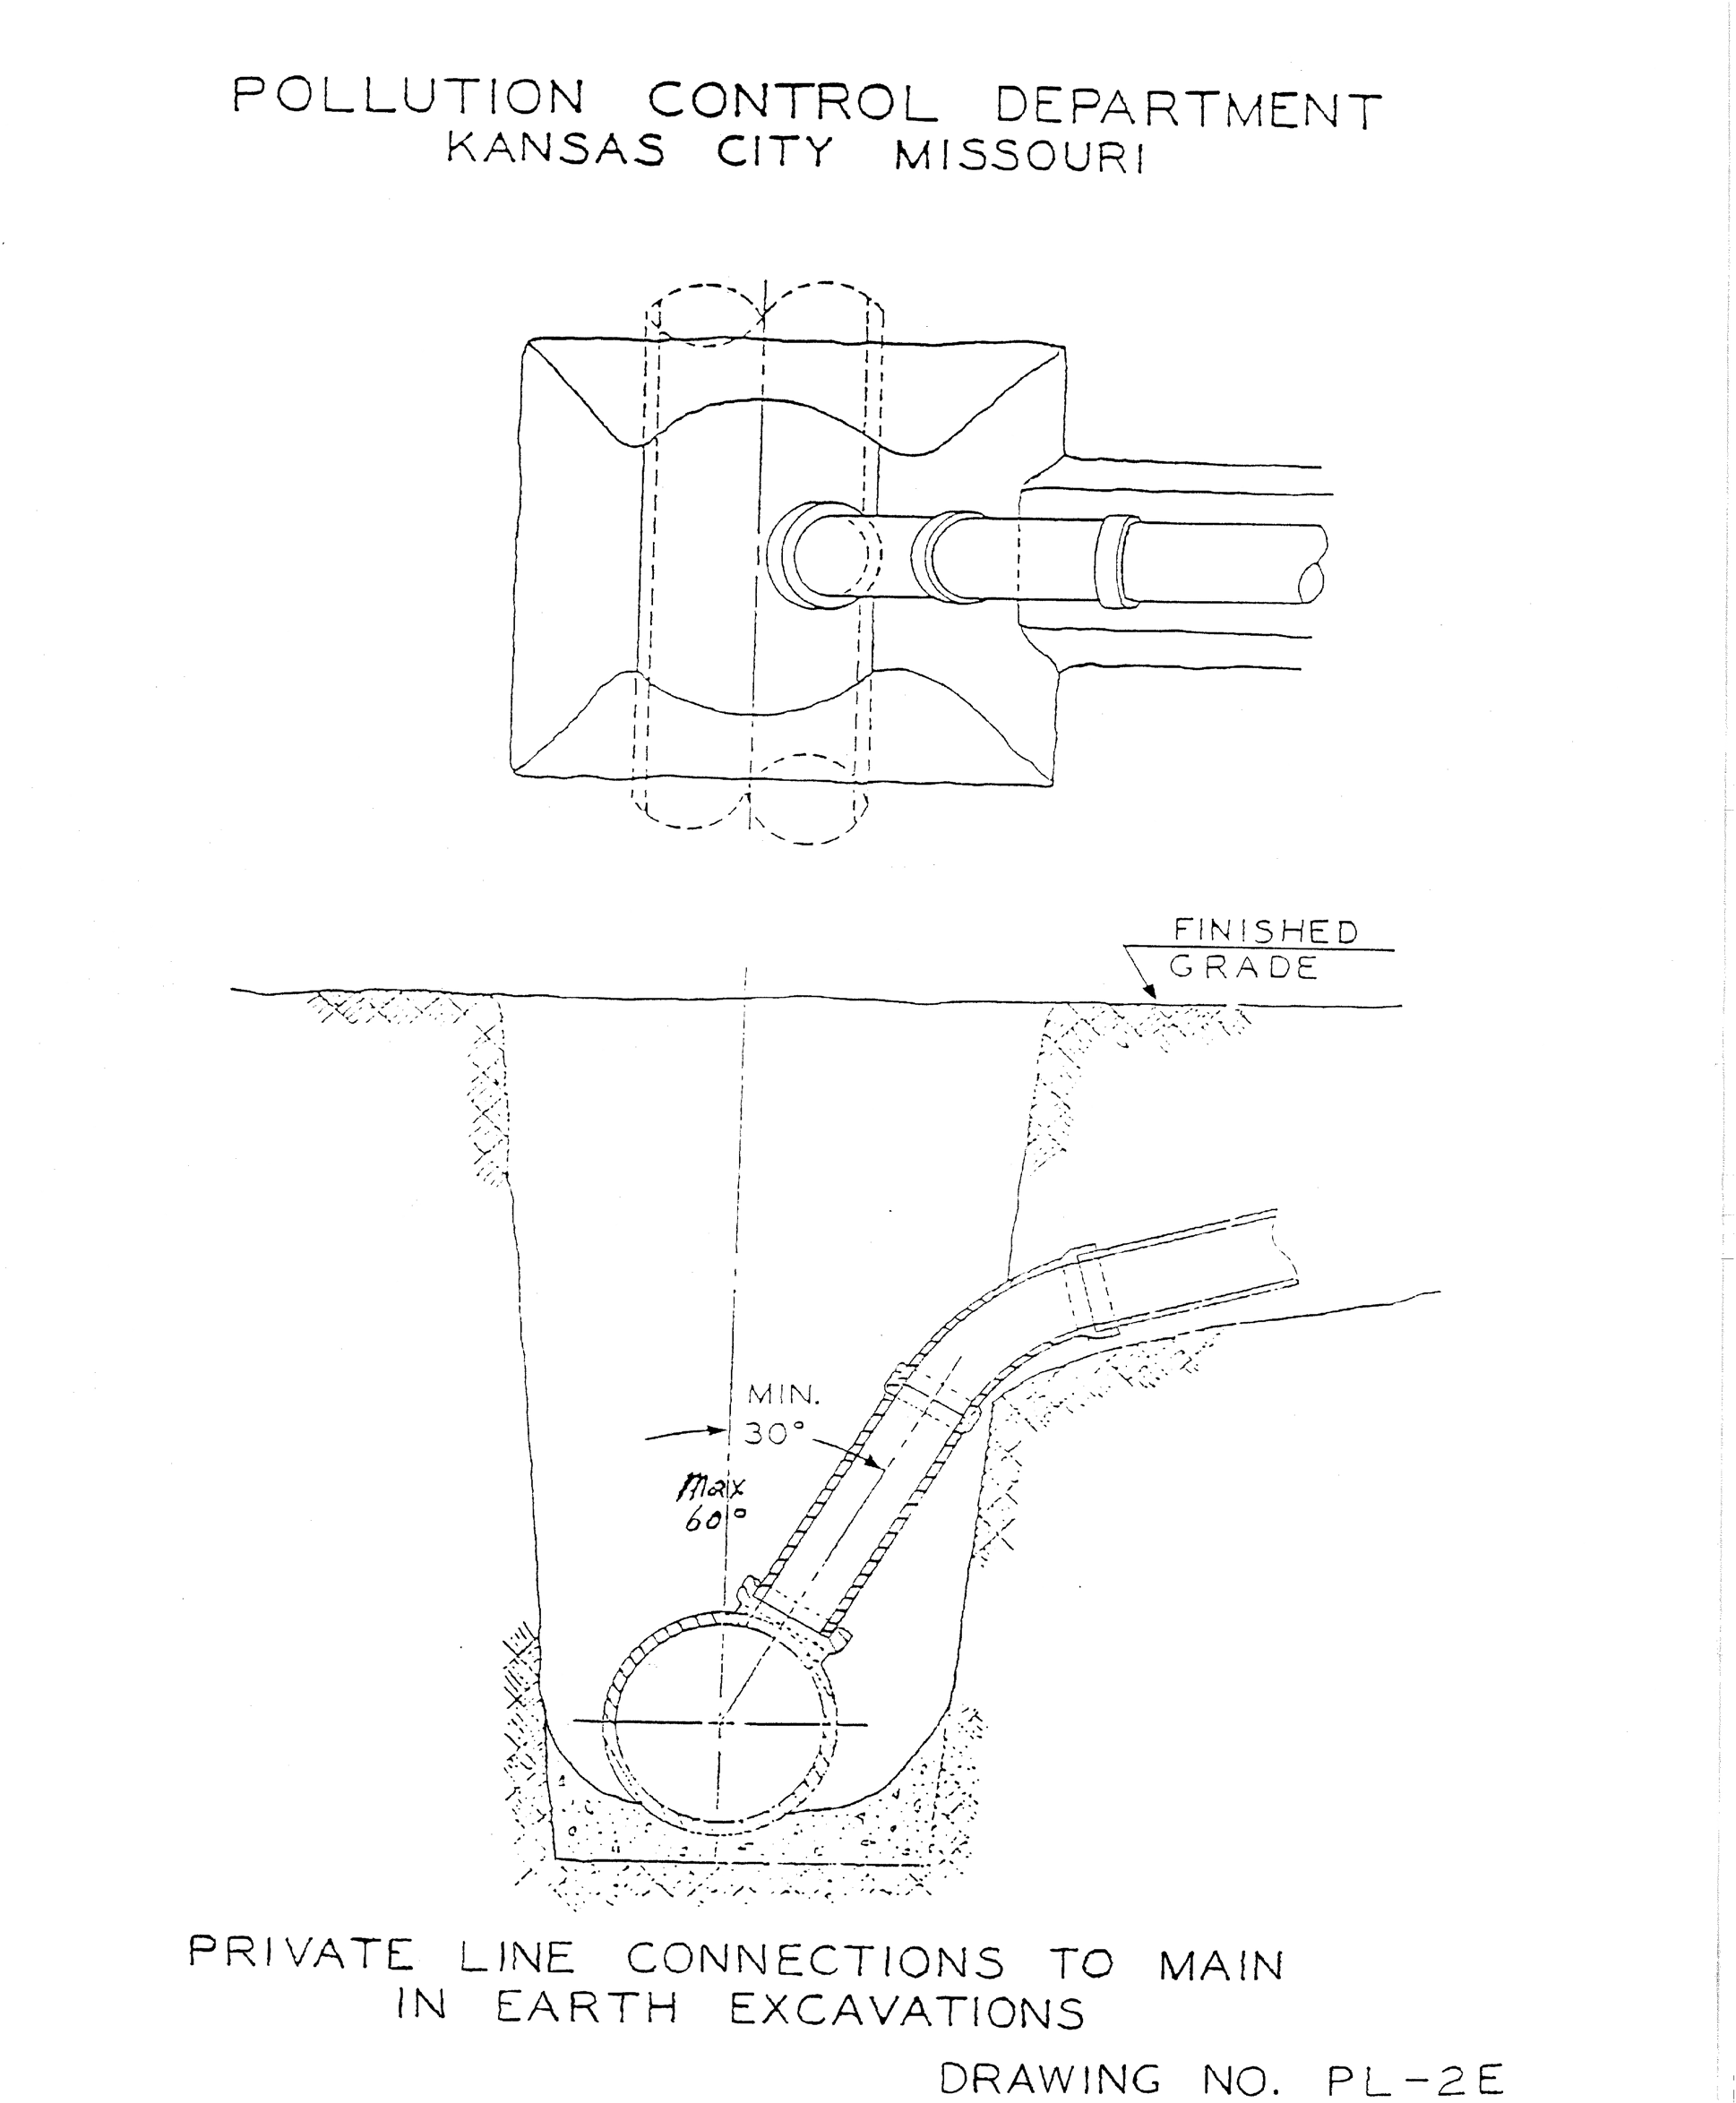 POLLUTION CONTROL DEPARTMENT
KANSAS CITY MISSOURI
FINISHED
GRADE
MIN.
30°
Max
60°
PRIVATE LINE CONNECTIONS TO MAIN
IN EARTH EXCAVATIONS
DRAWING NO. PL-2E